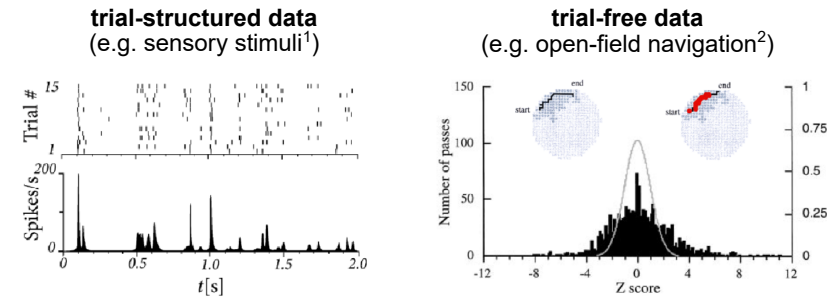 trial-structured data
(e.g. sensory stimuli1)
Trial #
15
1
Spikes/s
200
0
0 0.5 1.0 1.5 2.0
t[s]
trial-free data
(e.g. open-field navigation2)
Number of passes
150
100
50
0
start
end
start
end
1
0.75
0.5
0.25
0
-12 -8 -4 0 4 8 12
Z score